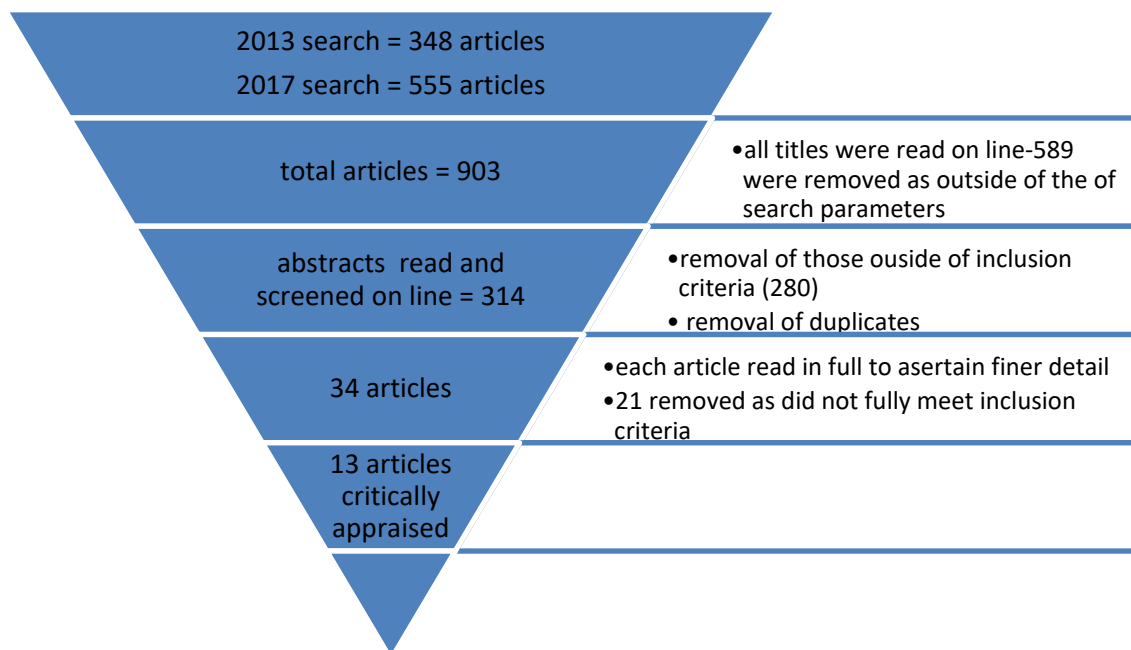 2013 search = 348 articles
2017 search = 555 articles
total articles = 903
•all titles were read on line-589
were removed as outside of the of
search parameters
abstracts read and
screened on line = 314
•removal of those ouside of inclusion
criteria (280)
• removal of duplicates
34 articles
•each article read in full to asertain finer detail
•21 removed as did not fully meet inclusion
criteria
13 articles
critically
appraised